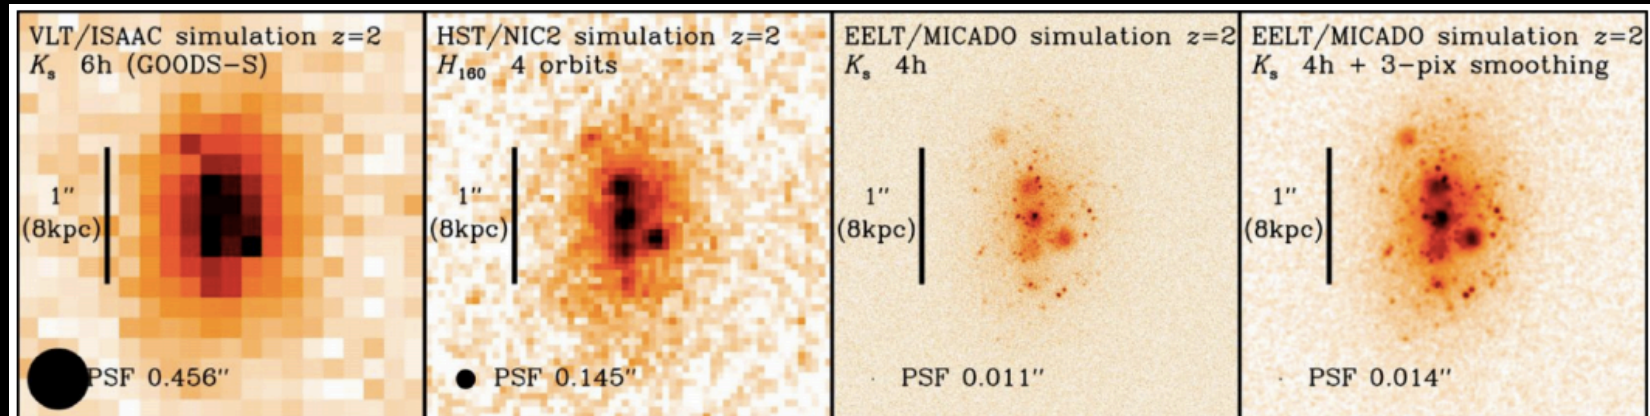 VLT/ISAAC simulation z=2
Ks 6h (GOODS-S)
1"
(8kpc)
PSF 0.456"
HST/NIC2 simulation z=2
H160 4 orbits
1"
(8kpc)
PSF 0.145"
EELT/MICADO simulation z=2
Ks 4h
1"
(8kpc)
PSF 0.011"
EELT/MICADO simulation z=2
Ks 4h + 3-pix smoothing
1"
(8kpc)
PSF 0.014"